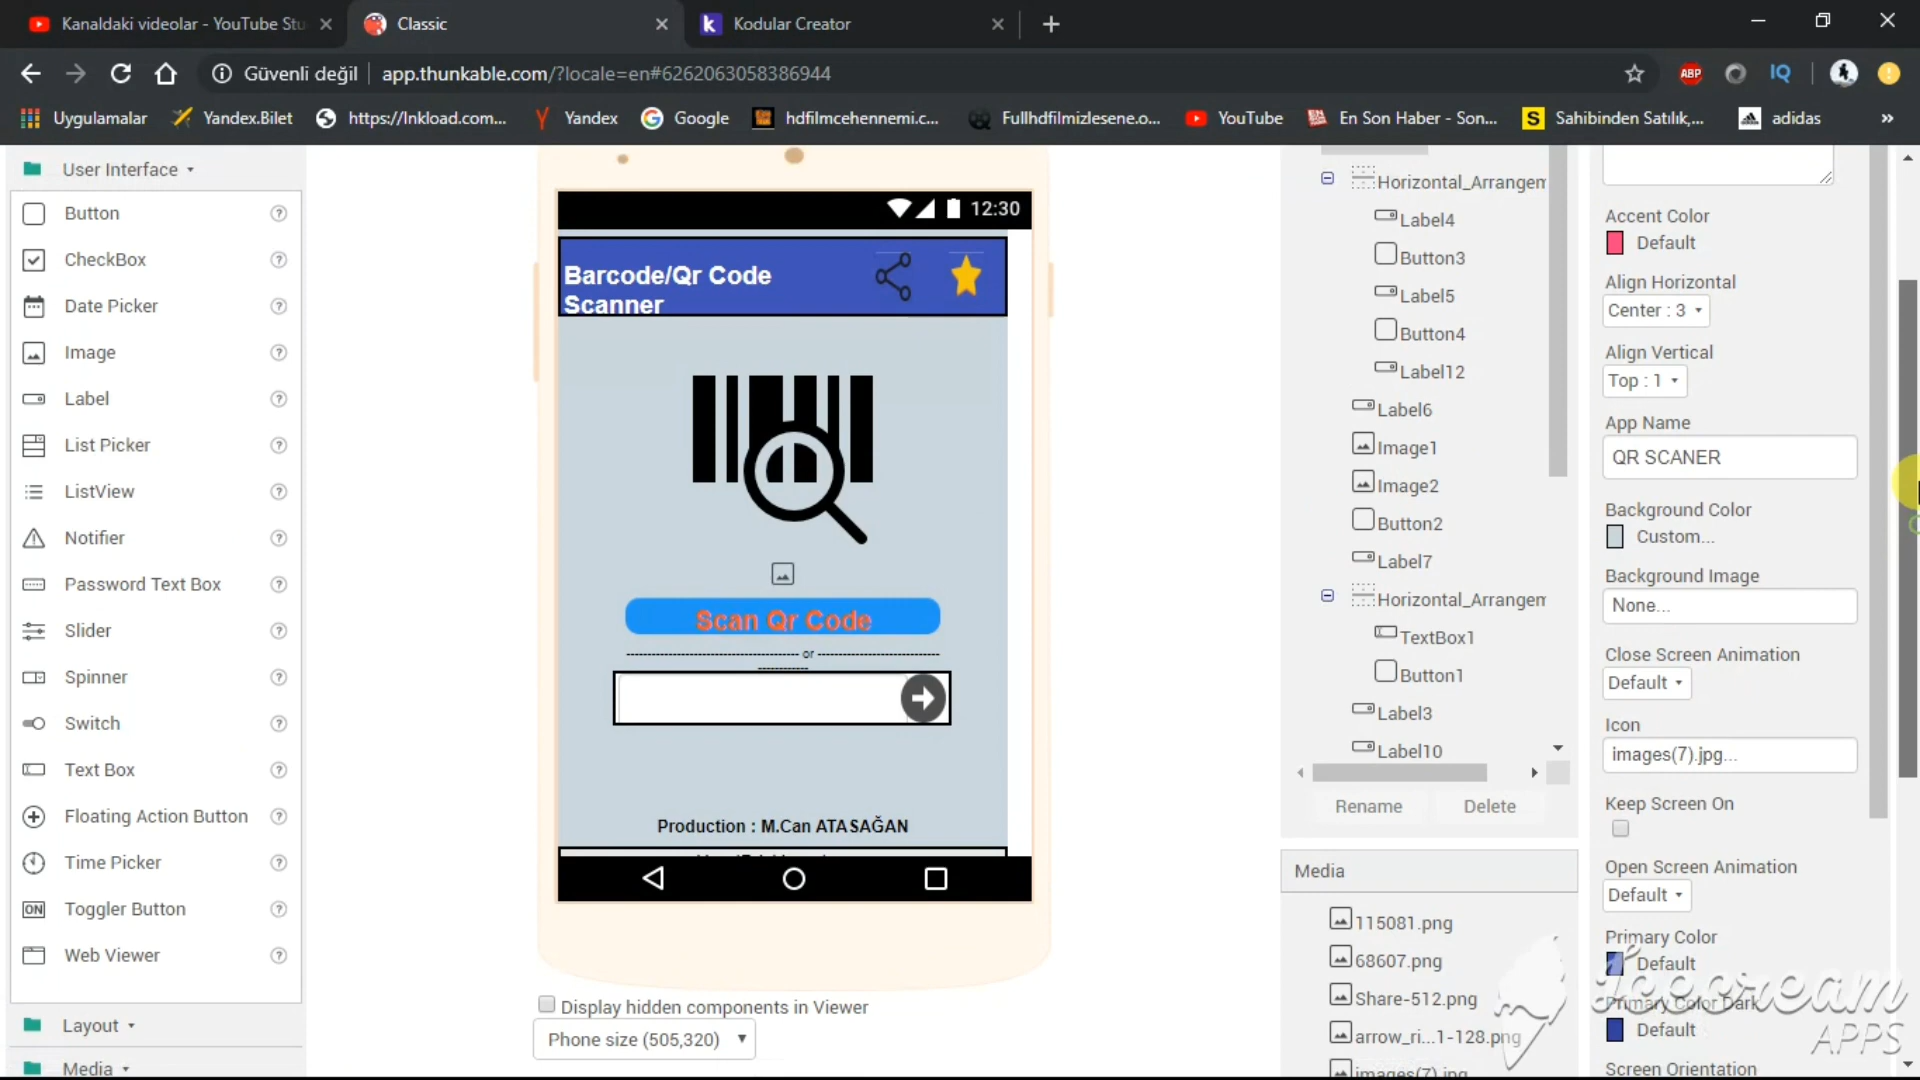 Kanaldaki videolar - YouTube Stu
Classic
Kodular Creator
Güvenli değil
app.thunkable.com/?locale=en#6262063058386944
ABP
IQ
Uygulamalar
Yandex.Bilet
https://lnkload.com...
Yandex
Google
hdfilmcehennemi.c...
Fullhdfilmizlesene.o...
YouTube
En Son Haber - Son...
Sahibinden Satılık,...
adidas
»
User Interface
Button
CheckBox
Date Picker
Image
Label
List Picker
ListView
Notifier
Password Text Box
Slider
Spinner
Switch
Text Box
Floating Action Button
Time Picker
ON
Toggler Button
Web Viewer
Layout
Media
12:30
Barcode/Qr Code
Scanner
Scan Qr Code
---------------------------------------- or ----------------------------
------------
Production : M.Can ATASAĞAN
Display hidden components in Viewer
Phone size (505,320)
Horizontal_Arrangem
Label4
Button3
Label5
Button4
Label12
Label6
Image1
Image2
Button2
Label7
Horizontal_Arrangem
TextBox1
Button1
Label3
Label10
Rename
Delete
Media
115081.png
68607.png
Share-512.png
arrow_ri...1-128.png
images(7).jpg
Accent Color
Default
Align Horizontal
Center : 3
Align Vertical
Top : 1
App Name
QR SCANER
Background Color
Custom...
Background Image
None...
Close Screen Animation
Default
Icon
images(7).jpg...
Keep Screen On
Open Screen Animation
Default
Primary Color
Default
Primary Color Dark
Default
Screen Orientation
Icecream
APPS